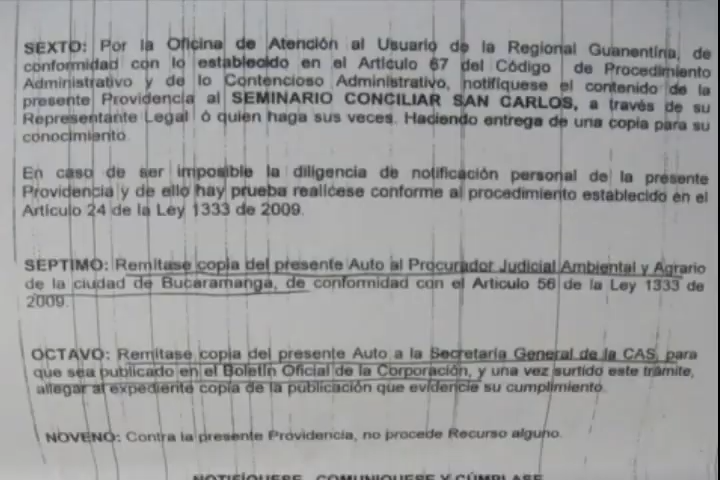 SEXTO: Por la Oficina de Atención al Usuario de la Regional Guanentina, de
conformidad con lo establecido en el Articulo 67 del Código de Procedimiento
Administrativo y de lo Contencioso Administrativo, notifíquese el contenido de la
presente Providencia al SEMINARIO CONCILIAR SAN CARLOS, a través de su
Representante Legal ó quien haga sus veces. Haciendo entrega de una copia para su
conocimiento.
En caso de ser imposible la diligencia de notificación personal de la presente
Providencia y de ello hay prueba realícese conforme al procedimiento establecido en el
Artículo 24 de la Ley 1333 de 2009.
SÉPTIMO: Remítase copia del presente Auto al Procurador Judicial Ambiental y Agrario
de la ciudad de Bucaramanga, de conformidad con el Articulo 56 de la Ley 1333 de
2009.
OCTAVO: Remítase copia del presente Auto a la Secretaría General de la CAS, para
que sea publicado en el Boletín Oficial de la Corporación, y una vez surtido este trámite,
allegar al expediente copia de la publicación que evidencie su cumplimiento.
NOVENO: Contra la presente Providencia, no procede Recurso alguno.
NOTIFÍQUESE, COMUNIQUESE Y CÚMPLASE